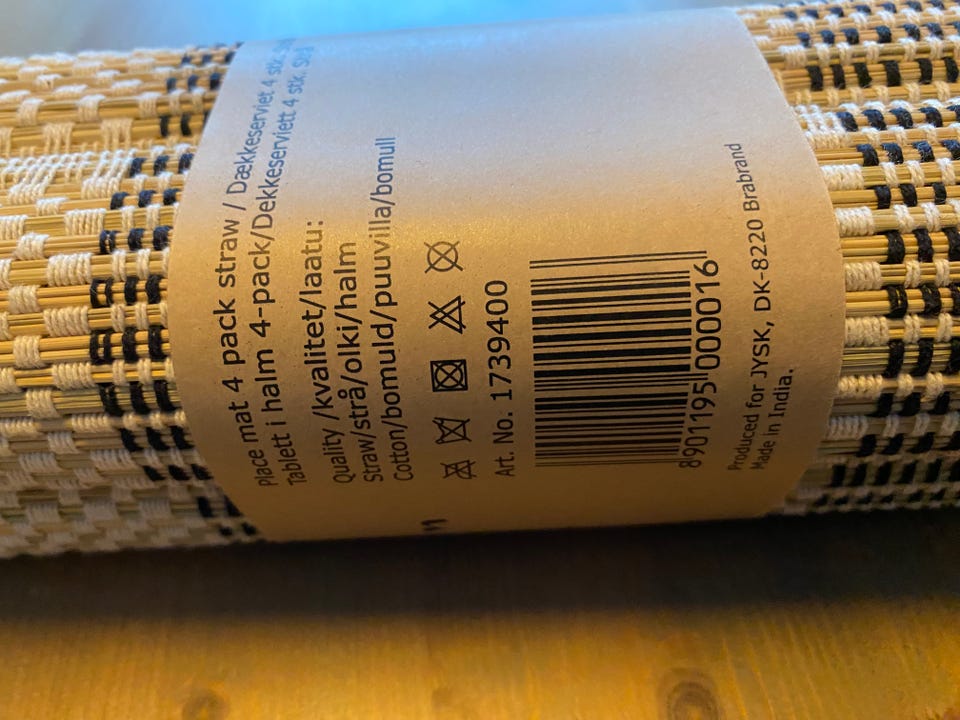 Place mat 4 pack straw / Dækkeserviet 4 stk.
Tablett i halm 4-pack/Dekkeserviett 4 stk.
Quality /kvalitet/laatu:
Straw/strå/olki/halm
Cotton/bomuld/puuvilla/bomull
Art. No. 1739400
8901195000016
Produced for JYSK, DK-8220 Brabrand
Made in India.